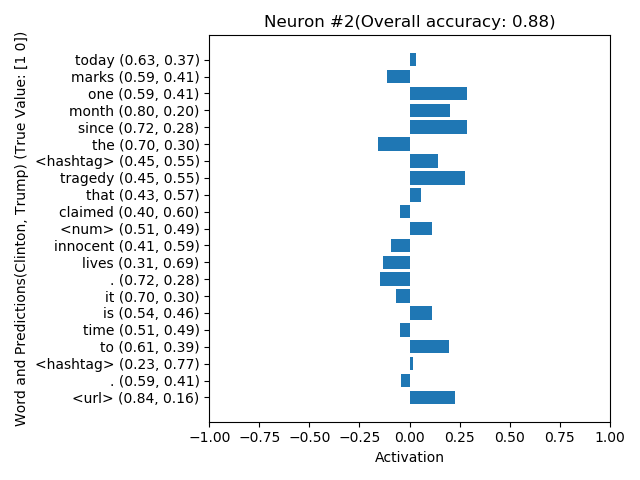 Neuron #2(Overall accuracy: 0.88)
Word and Predictions(Clinton, Trump) (True Value: [1 0])
today (0.63, 0.37)
marks (0.59, 0.41)
one (0.59, 0.41)
month (0.80, 0.20)
since (0.72, 0.28)
the (0.70, 0.30)
<hashtag> (0.45, 0.55)
tragedy (0.45, 0.55)
that (0.43, 0.57)
claimed (0.40, 0.60)
<num> (0.51, 0.49)
innocent (0.41, 0.59)
lives (0.31, 0.69)
. (0.72, 0.28)
it (0.70, 0.30)
is (0.54, 0.46)
time (0.51, 0.49)
to (0.61, 0.39)
<hashtag> (0.23, 0.77)
. (0.59, 0.41)
<url> (0.84, 0.16)
−1.00 −0.75 −0.50 −0.25 0.00 0.25 0.50 0.75 1.00
Activation